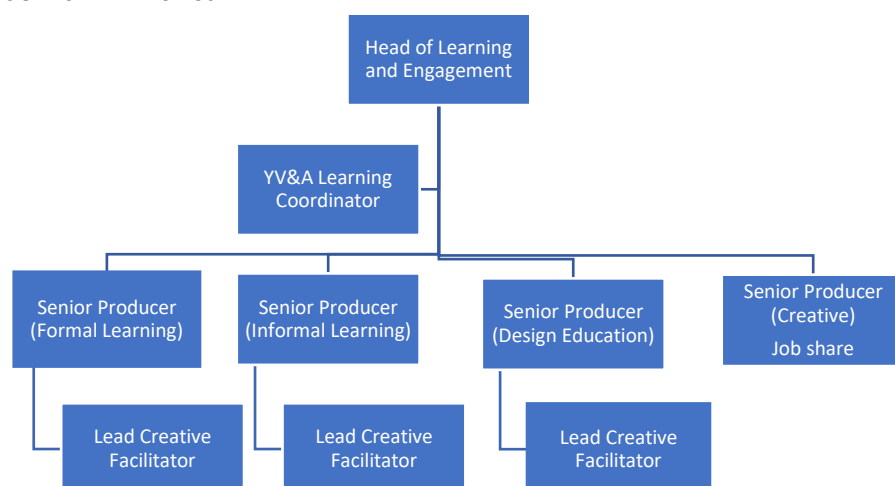 Head of Learning
and Engagement
YV&A Learning
Coordinator
Senior Producer
(Formal Learning)
Senior Producer
(Informal Learning)
Senior Producer
(Design Education)
Senior Producer
(Creative)
Job share
Lead Creative
Facilitator
Lead Creative
Facilitator
Lead Creative
Facilitator